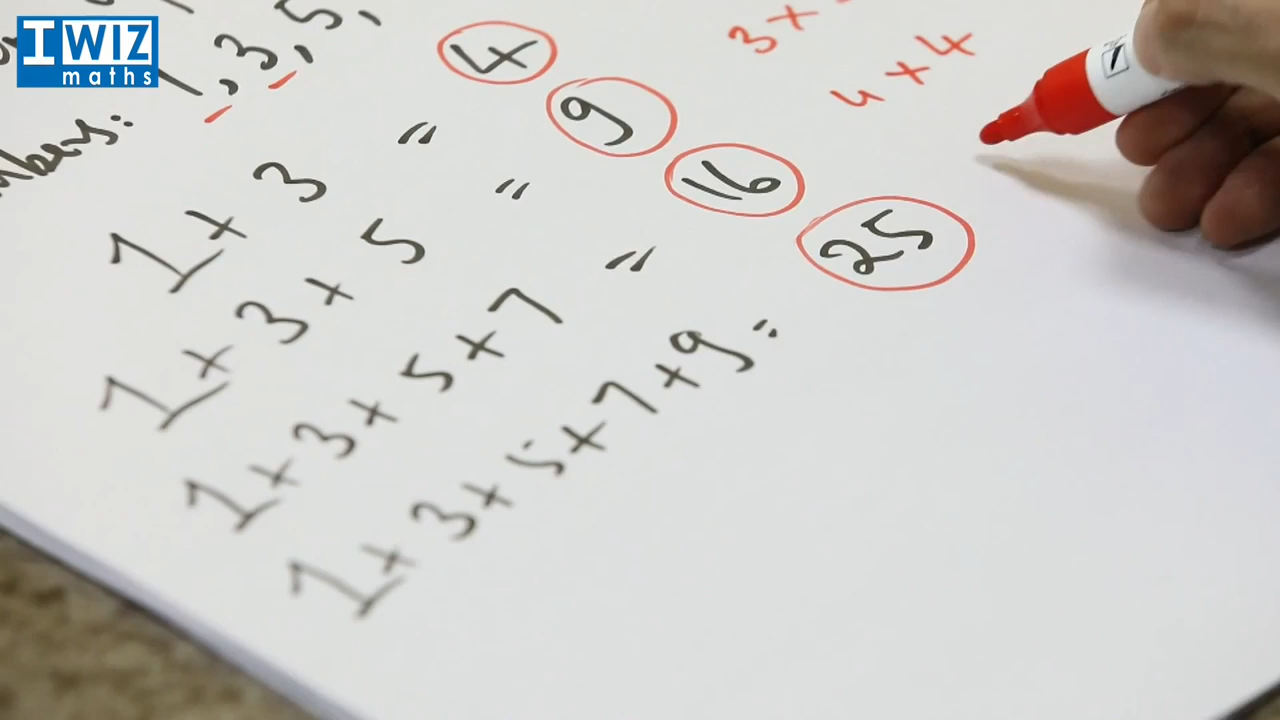 IWIZ
maths
1, 3, 5,
1 + 3 = 4
1 + 3 + 5 = 9
1 + 3 + 5 + 7 = 16
1 + 3 + 5 + 7 + 9 = 25
3 ×
4 × 4